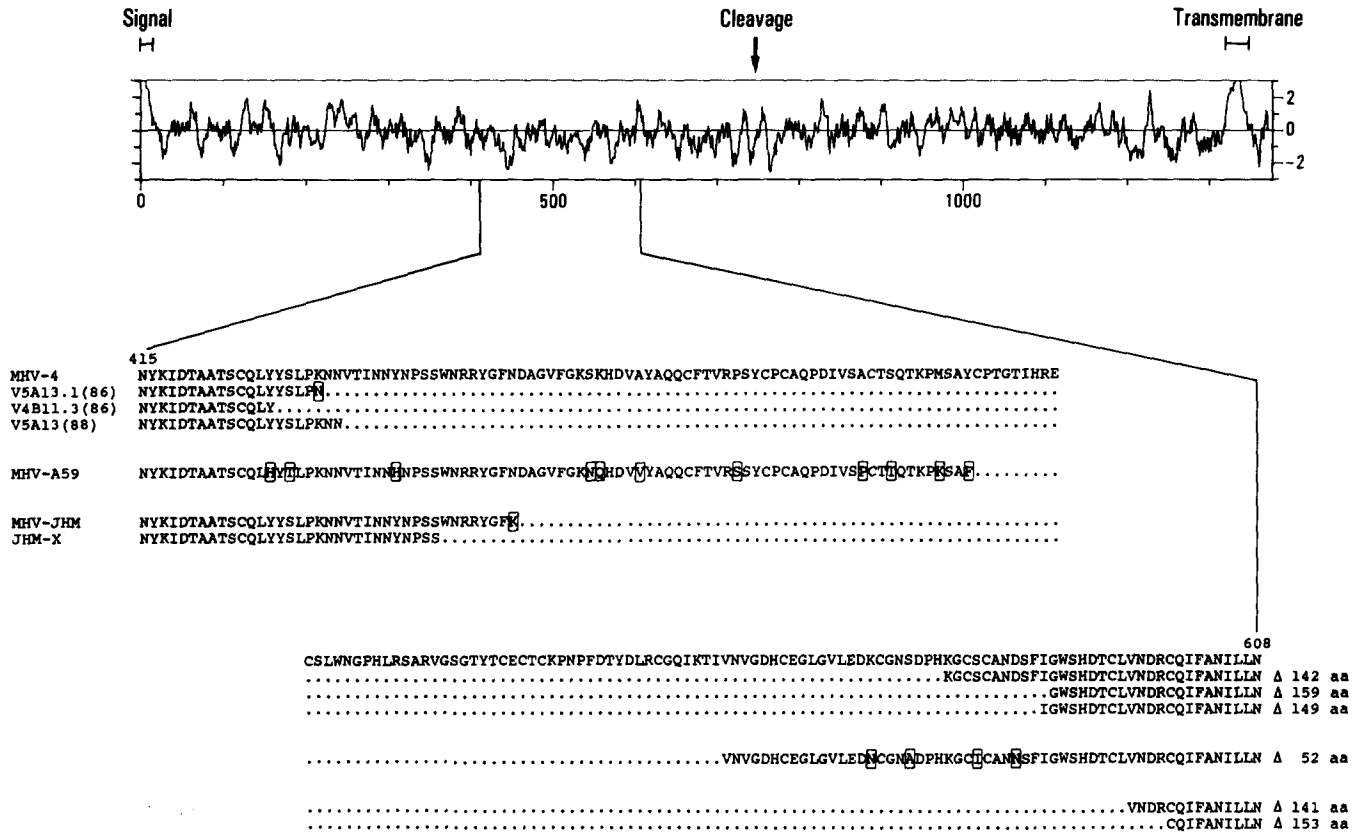 Signal
Cleavage
Transmembrane
2
0
-2
0 500 1000
415
MHV-4 NYKIDTAATSCQLYYSLPKNNVTINNYNPSSWNRRYGFNDAGVFGKSKHDVAYAQQCFTVRPSYCPCAQPDIVSACTSQTKPMSAYCPTGTIHRE
V5A13.1(86) NYKIDTAATSCQLYYSLPN............................................................................
V4B11.3(86) NYKIDTAATSCQLY.................................................................................
V5A13(88) NYKIDTAATSCQLYYSLPKNN..........................................................................
MHV-A59 NYKIDTAATSCQLHYTLPKNNVTINNHNPSSWNRRYGFNDAGVFGKNQHDVVYAQQCFTVRSSYCPCAQPDIVSPCTTQTKPKSAF.........
MHV-JHM NYKIDTAATSCQLYYSLPKNNVTINNYNPSSWNRRYGFK........................................................
JHM-X NYKIDTAATSCQLYYSLPKNNVTINNYNPSS................................................................
608
CSLWNGPHLRSARVGSGTYTCECTCKPNPFDTYDLRCGQIKTIVNVGDHCEGLGVLEDKCGNSDPHKGCSCANDSFIGWSHDTCLVNDRCQIFANILLN
..................................................................KGCSCANDSFIGWSHDTCLVNDRCQIFANILLN Δ 142 aa
.............................................................................GWSHDTCLVNDRCQIFANILLN Δ 159 aa
............................................................................IGWSHDTCLVNDRCQIFANILLN Δ 149 aa
...........................................VNVGDHCEGLGVLEDNCGNADPHKGCICANNSFIGWSHDTCLVNDRCQIFANILLN Δ 52 aa
.....................................................................................VNDRCQIFANILLN Δ 141 aa
.........................................................................................CQIFANILLN Δ 153 aa